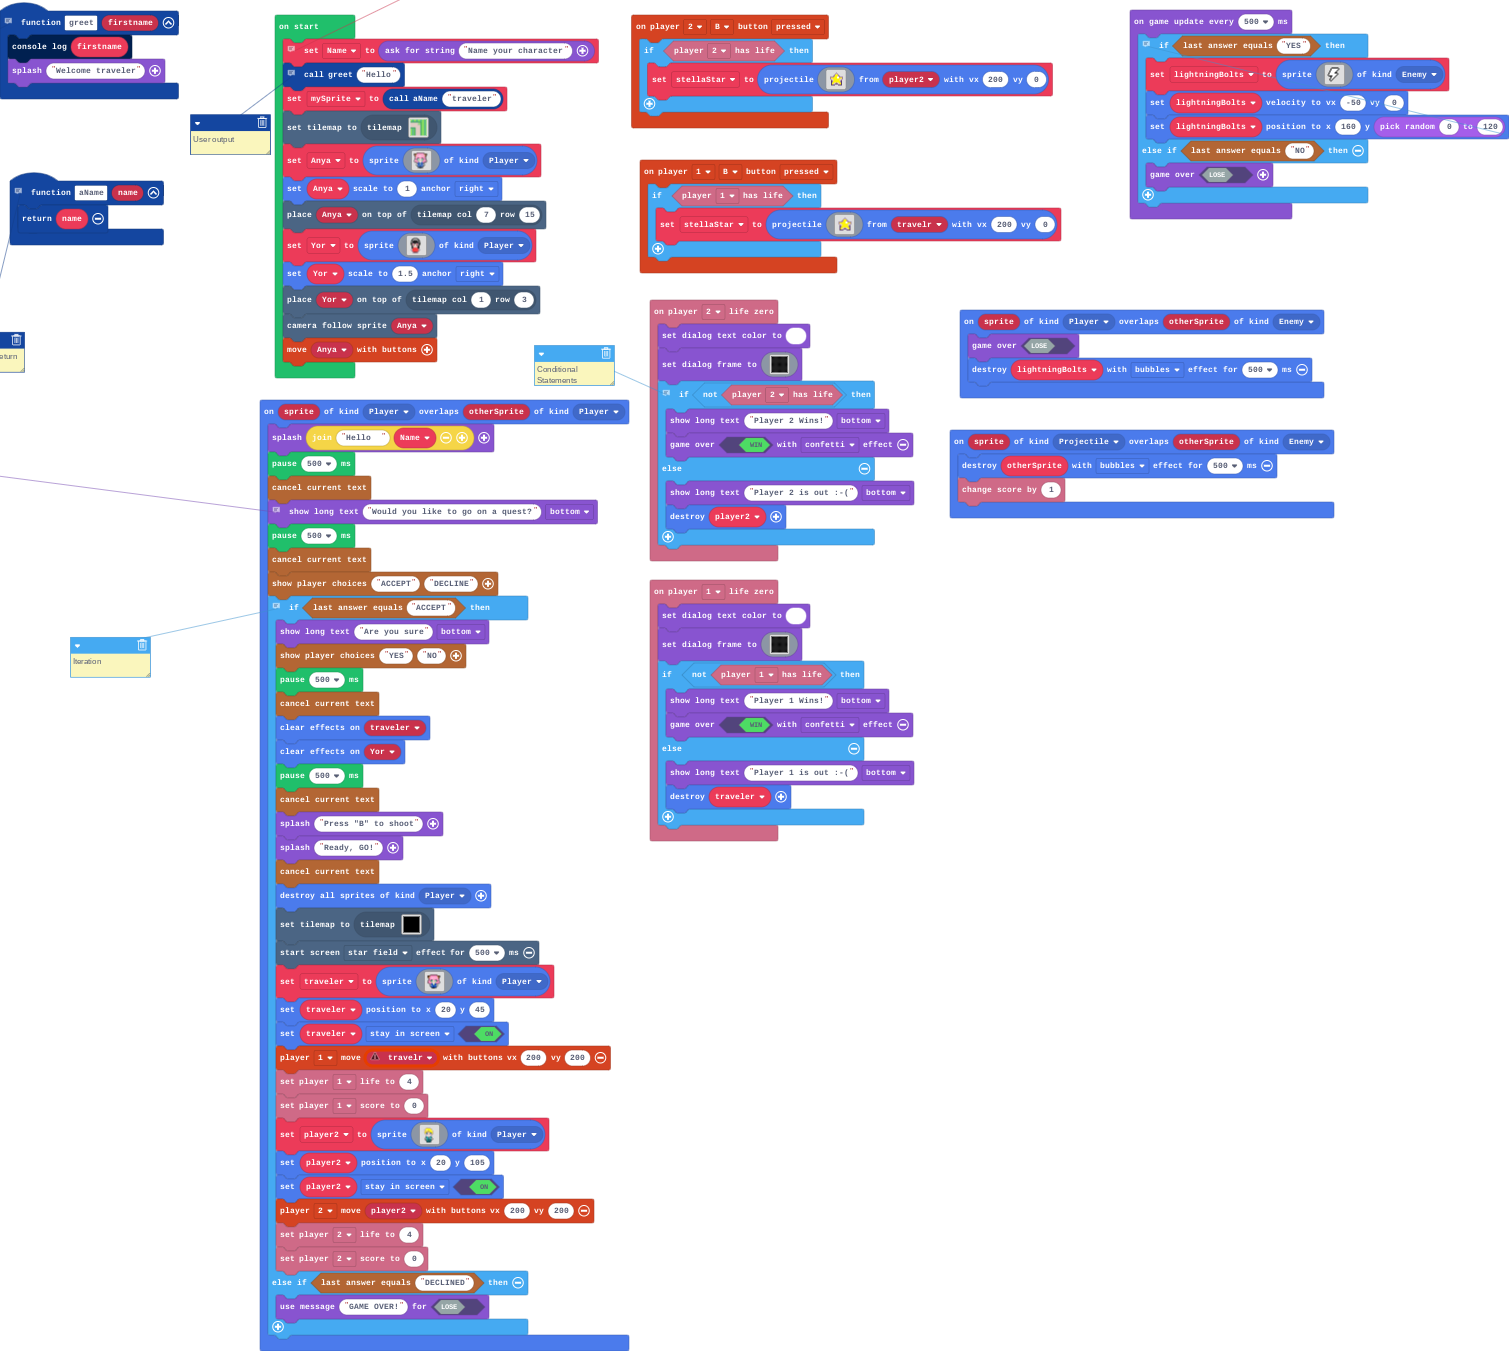 function greet firstname
console log firstname
splash "Welcome traveler"
User output
function aName name
return name
eturn
on start
set Name to ask for string "Name your character"
call greet "Hello"
set mySprite to call aName "traveler"
set tilemap to tilemap
set Anya to sprite of kind Player
set Anya scale to 1 anchor right
place Anya on top of tilemap col 7 row 15
set Yor to sprite of kind Player
set Yor scale to 1.5 anchor right
place Yor on top of tilemap col 1 row 3
camera follow sprite Anya
move Anya with buttons
on sprite of kind Player overlaps otherSprite of kind Player
splash join "Hello " Name
pause 500 ms
cancel current text
show long text "Would you like to go on a quest?" bottom
pause 500 ms
cancel current text
show player choices "ACCEPT" "DECLINE"
if last answer equals "ACCEPT" then
Iteration
show long text "Are you sure" bottom
show player choices "YES" "NO"
pause 500 ms
cancel current text
clear effects on traveler
clear effects on Yor
pause 500 ms
cancel current text
splash "Press "B" to shoot"
splash "Ready, GO!"
cancel current text
destroy all sprites of kind Player
set tilemap to tilemap
start screen star field effect for 500 ms
set traveler to sprite of kind Player
set traveler position to x 20 y 45
set traveler stay in screen ON
player 1 move travelr with buttons vx 200 vy 200
set player 1 life to 4
set player 1 score to 0
set player2 to sprite of kind Player
set player2 position to x 20 y 105
set player2 stay in screen ON
player 2 move player2 with buttons vx 200 vy 200
set player 2 life to 4
set player 2 score to 0
else if last answer equals "DECLINED" then
use message "GAME OVER!" for LOSE
on player 2 B button pressed
if player 2 has life then
set stellaStar to projectile from player2 with vx 200 vy 0
on player 1 B button pressed
if player 1 has life then
set stellaStar to projectile from travelr with vx 200 vy 0
Conditional
Statements
on player 2 life zero
set dialog text color to
set dialog frame to
if not player 2 has life then
show long text "Player 2 Wins!" bottom
game over WIN with confetti effect
else
show long text "Player 2 is out :-(" bottom
destroy player2
on player 1 life zero
set dialog text color to
set dialog frame to
if not player 1 has life then
show long text "Player 1 Wins!" bottom
game over WIN with confetti effect
else
show long text "Player 1 is out :-(" bottom
destroy traveler
on game update every 500 ms
if last answer equals "YES" then
set lightningBolts to sprite of kind Enemy
set lightningBolts velocity to vx -50 vy 0
set lightningBolts position to x 160 y pick random 0 to 120
else if last answer equals "NO" then
game over LOSE
on sprite of kind Player overlaps otherSprite of kind Enemy
game over LOSE
destroy lightningBolts with bubbles effect for 500 ms
on sprite of kind Projectile overlaps otherSprite of kind Enemy
destroy otherSprite with bubbles effect for 500 ms
change score by 1